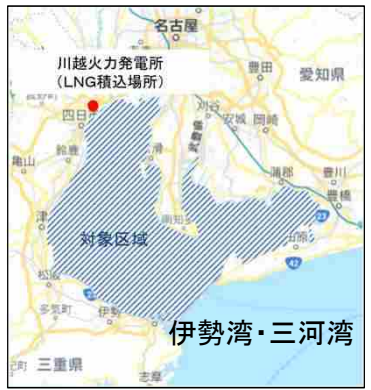 名古屋
川越火力発電所
（LNG積込場所）
豊田
愛知県
刈谷
四日市
安城
岡崎
鈴鹿
亀山
蒲郡
豊川
豊橋
津
対象区域
23
田原
42
松阪
23
多気町
伊勢
伊勢湾・三河湾
三重県
志摩